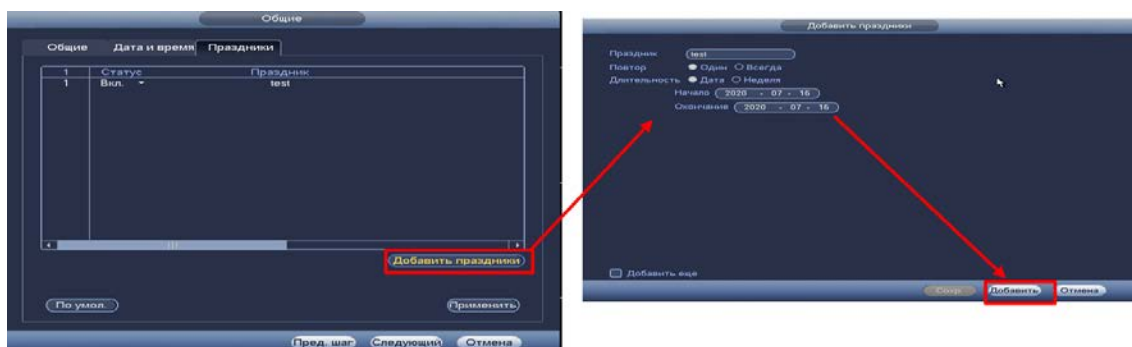 Общие
Общие Дата и время Праздники
1 Статус Праздник
1 Вкл. test
Добавить праздники
По умол. Применить
Пред. шаг Следующий Отмена
Добавить праздники
Праздник test
Повтор Один Всегда
Длительность Дата Неделя
Начало 2020 - 07 - 16
Окончание 2020 - 07 - 16
Добавить еще
Сохр. Добавить Отмена